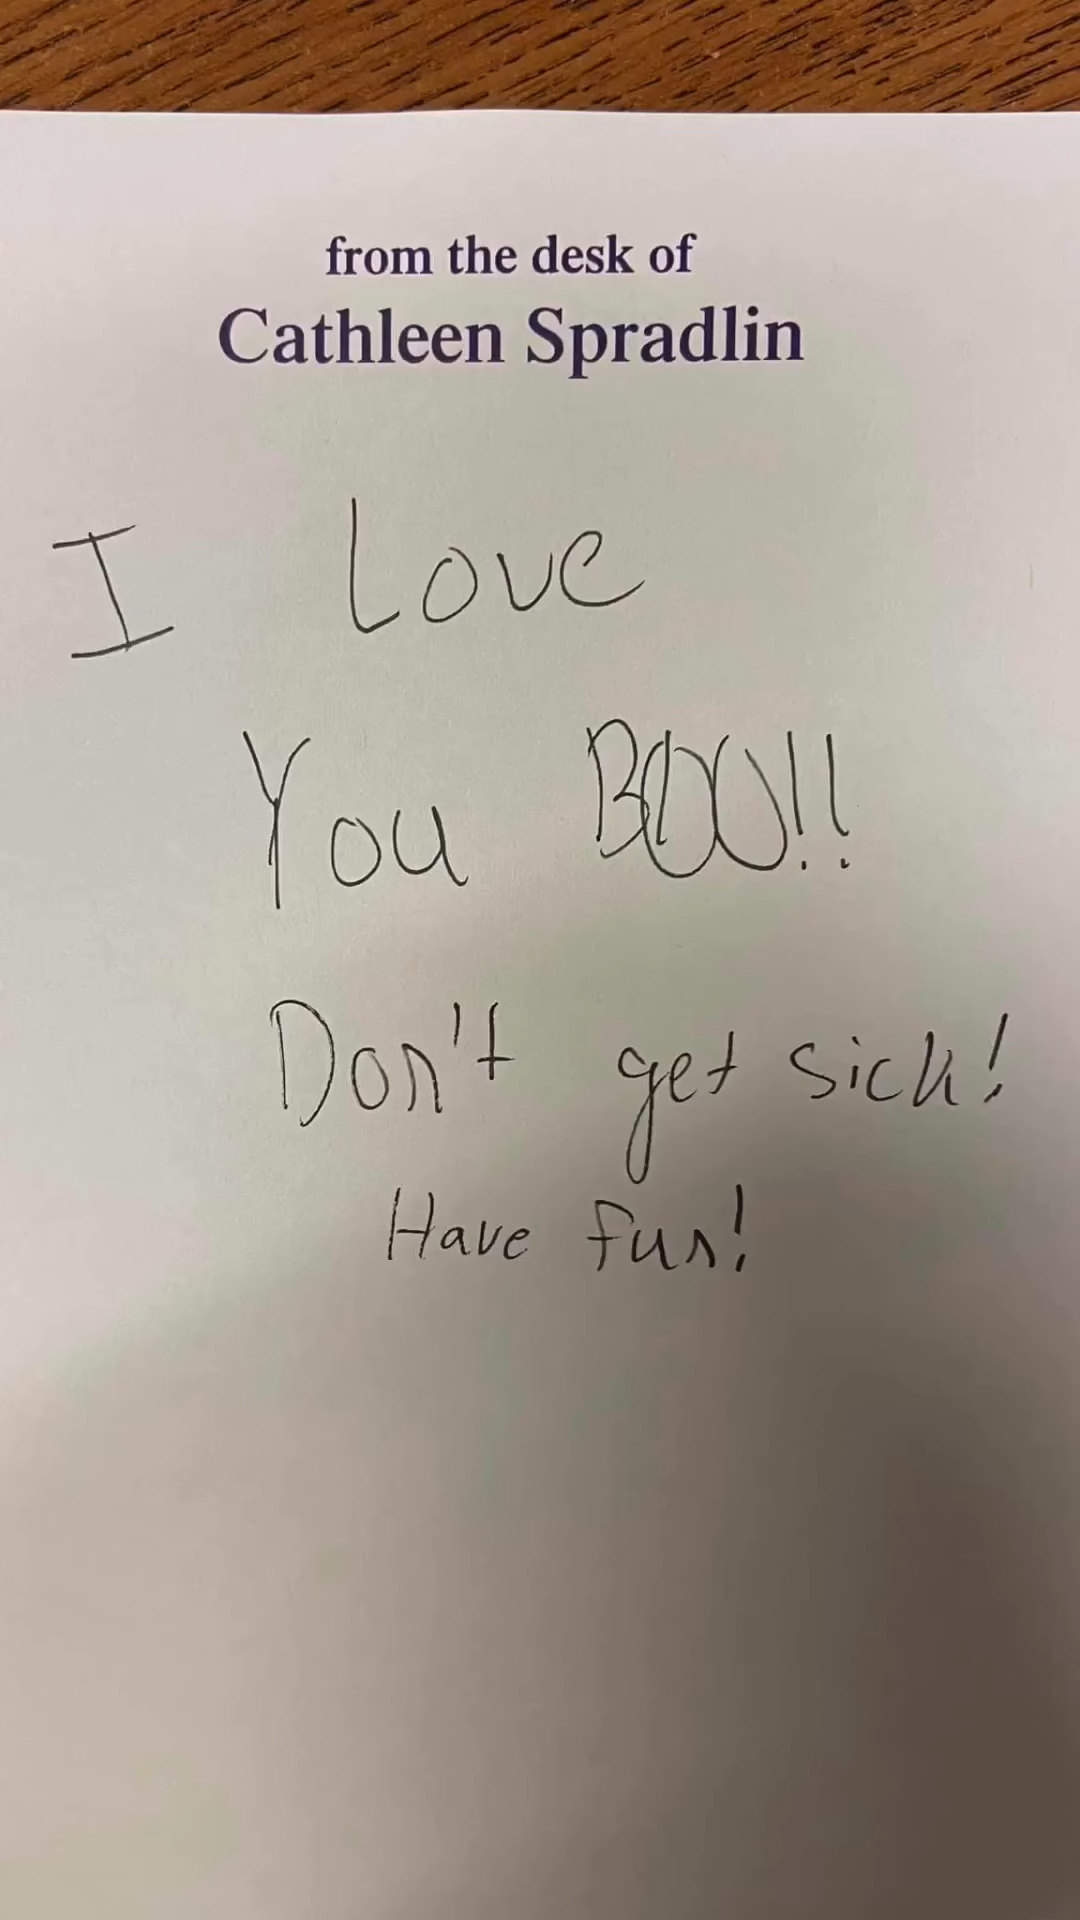 from the desk of
Cathleen Spradlin
I Love
You BOO!!
Don't get sick!
Have fun!